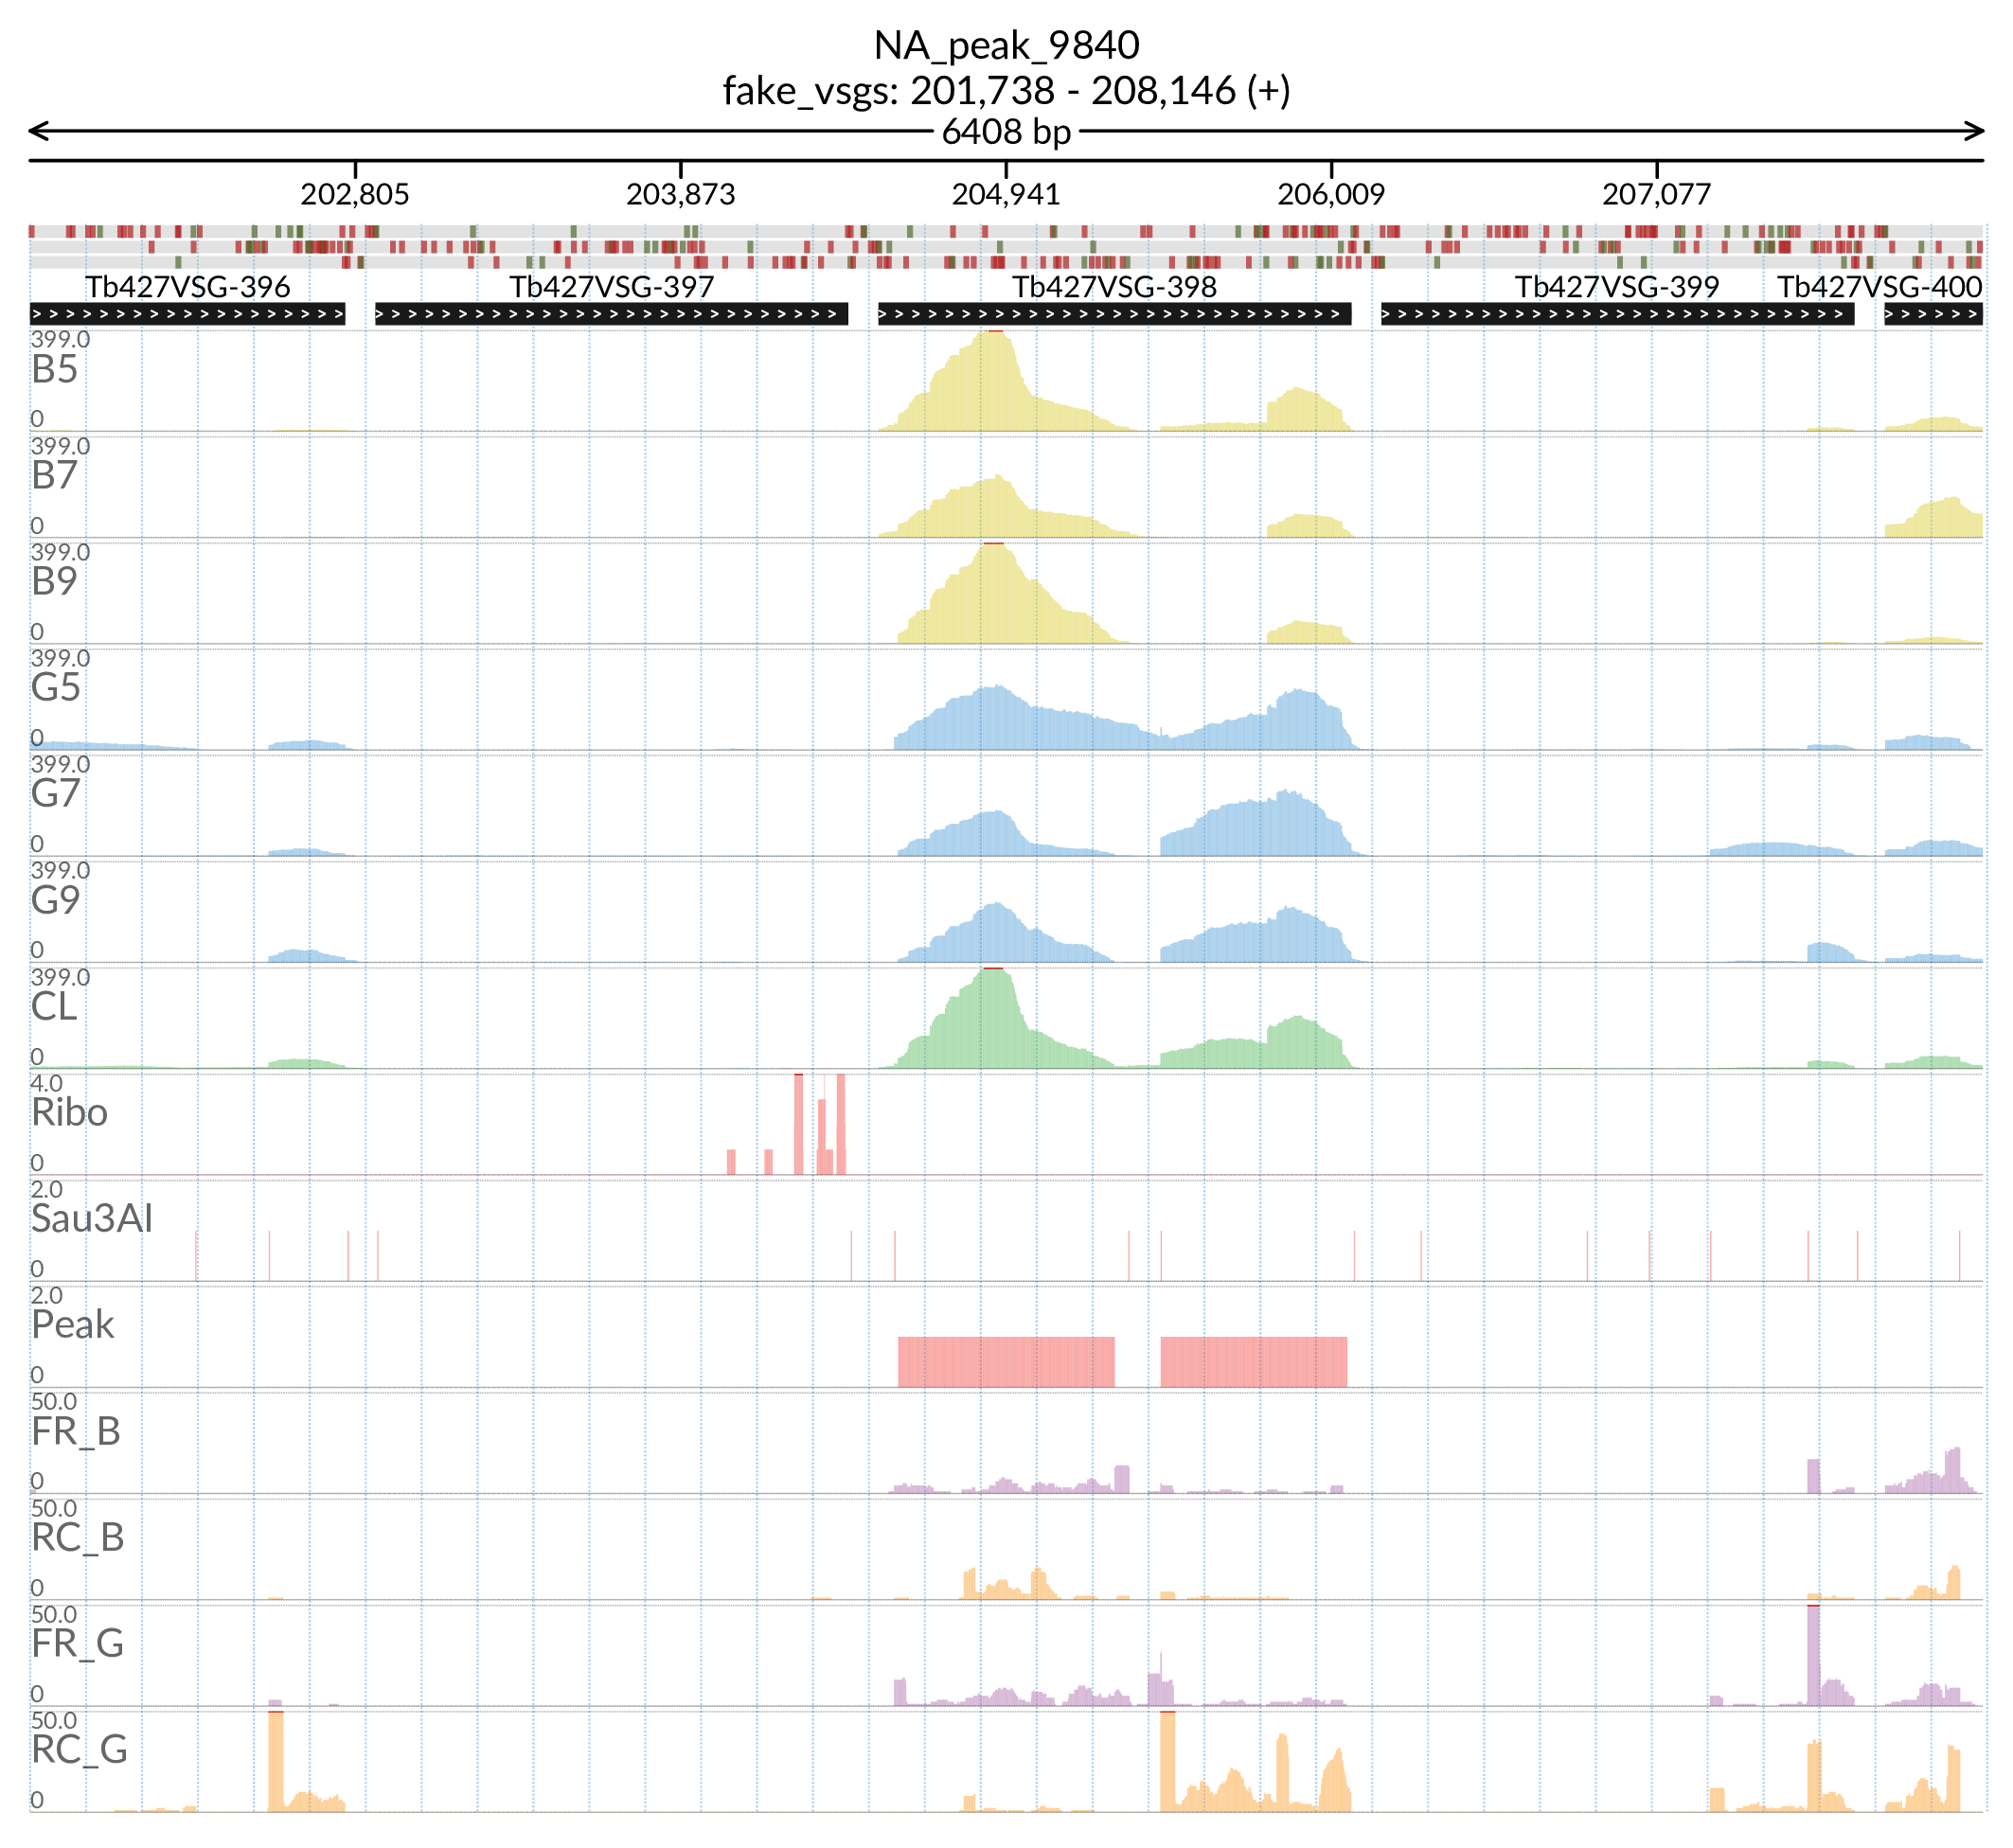 NA_peak_9840
fake_vsgs: 201,738 - 208,146 (+)
6408 bp
202,805 203,873 204,941 206,009 207,077
Tb427VSG-396 Tb427VSG-397 Tb427VSG-398 Tb427VSG-399 Tb427VSG-400
399.0
B5
0
399.0
B7
0
399.0
B9
0
399.0
G5
0
399.0
G7
0
399.0
G9
0
399.0
CL
0
4.0
Ribo
0
2.0
Sau3AI
0
2.0
Peak
0
50.0
FR_B
0
50.0
RC_B
0
50.0
FR_G
0
50.0
RC_G
0